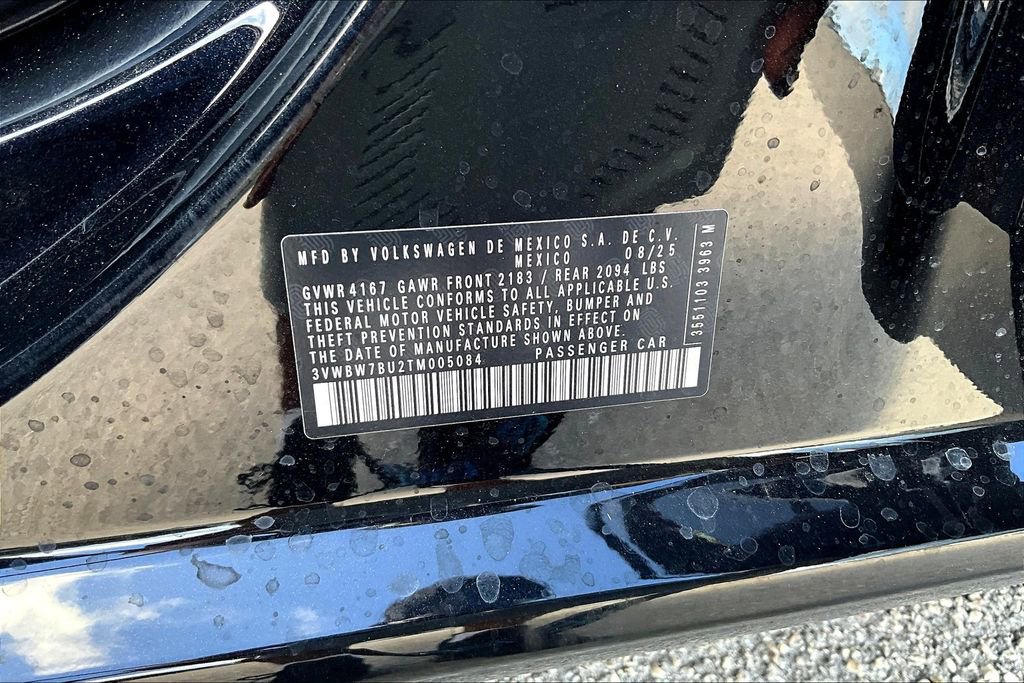 MFD BY VOLKSWAGEN DE MEXICO S.A. DE C.V.
MEXICO 08/25
GVWR 4167 GAWR FRONT 2183 / REAR 2094 LBS
THIS VEHICLE CONFORMS TO ALL APPLICABLE U.S.
FEDERAL MOTOR VEHICLE SAFETY, BUMPER AND
THEFT PREVENTION STANDARDS IN EFFECT ON
THE DATE OF MANUFACTURE SHOWN ABOVE.
3VWBW7BU2TM005084 PASSENGER CAR
3551103 3963 M